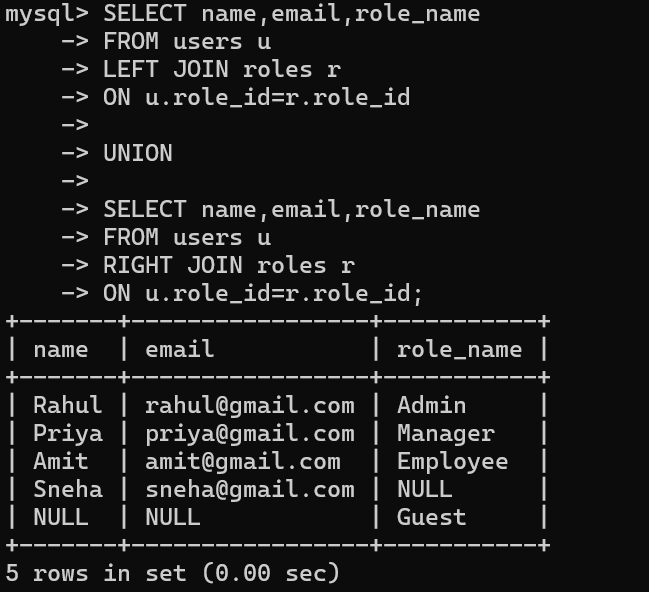 mysql> SELECT name,email,role_name
    -> FROM users u
    -> LEFT JOIN roles r
    -> ON u.role_id=r.role_id
    ->
    -> UNION
    ->
    -> SELECT name,email,role_name
    -> FROM users u
    -> RIGHT JOIN roles r
    -> ON u.role_id=r.role_id;
+-------+-----------------+-----------+
| name  | email           | role_name |
+-------+-----------------+-----------+
| Rahul | rahul@gmail.com | Admin     |
| Priya | priya@gmail.com | Manager   |
| Amit  | amit@gmail.com  | Employee  |
| Sneha | sneha@gmail.com | NULL      |
| NULL  | NULL            | Guest     |
+-------+-----------------+-----------+
5 rows in set (0.00 sec)